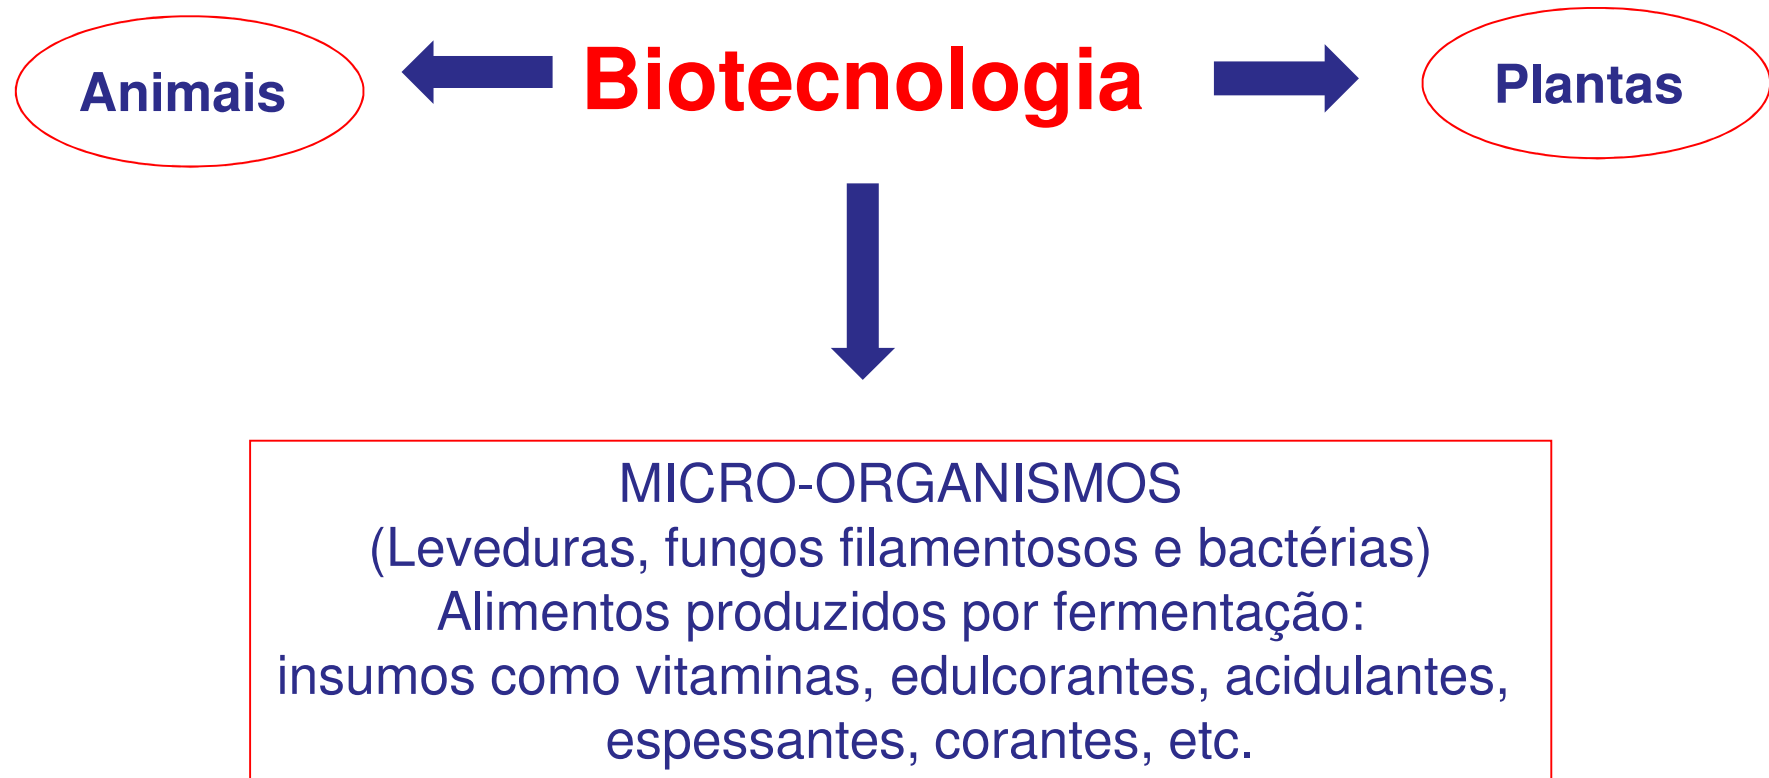 Animais
Biotecnologia
Plantas
MICRO-ORGANISMOS
(Leveduras, fungos filamentosos e bactérias)
Alimentos produzidos por fermentação:
insumos como vitaminas, edulcorantes, acidulantes,
espessantes, corantes, etc.